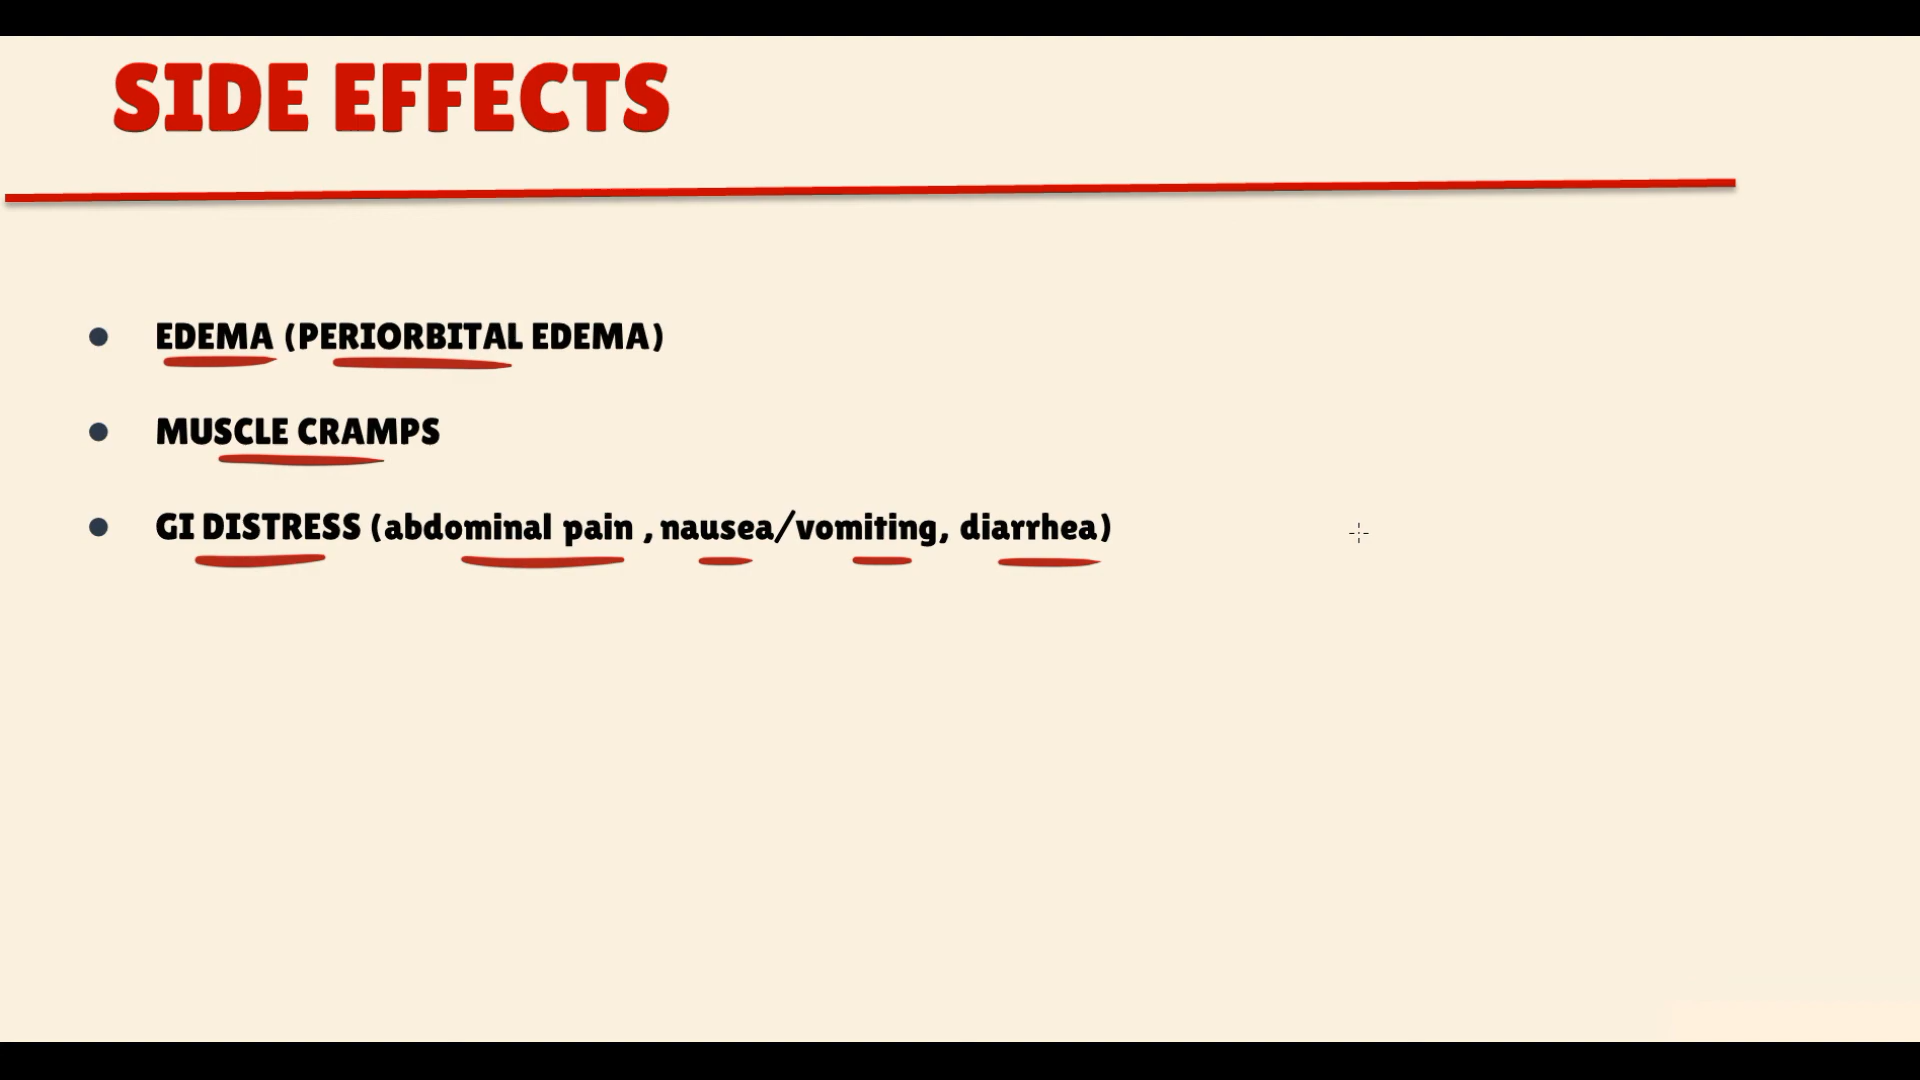 SIDE EFFECTS
EDEMA (PERIORBITAL EDEMA)
MUSCLE CRAMPS
GI DISTRESS (abdominal pain , nausea/vomiting, diarrhea)